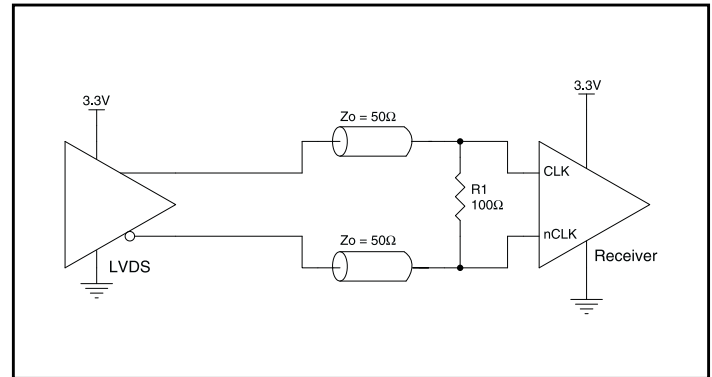 3.3V
3.3V
Zo = 50Ω
CLK
R1
100Ω
Zo = 50Ω
nCLK
LVDS
Receiver